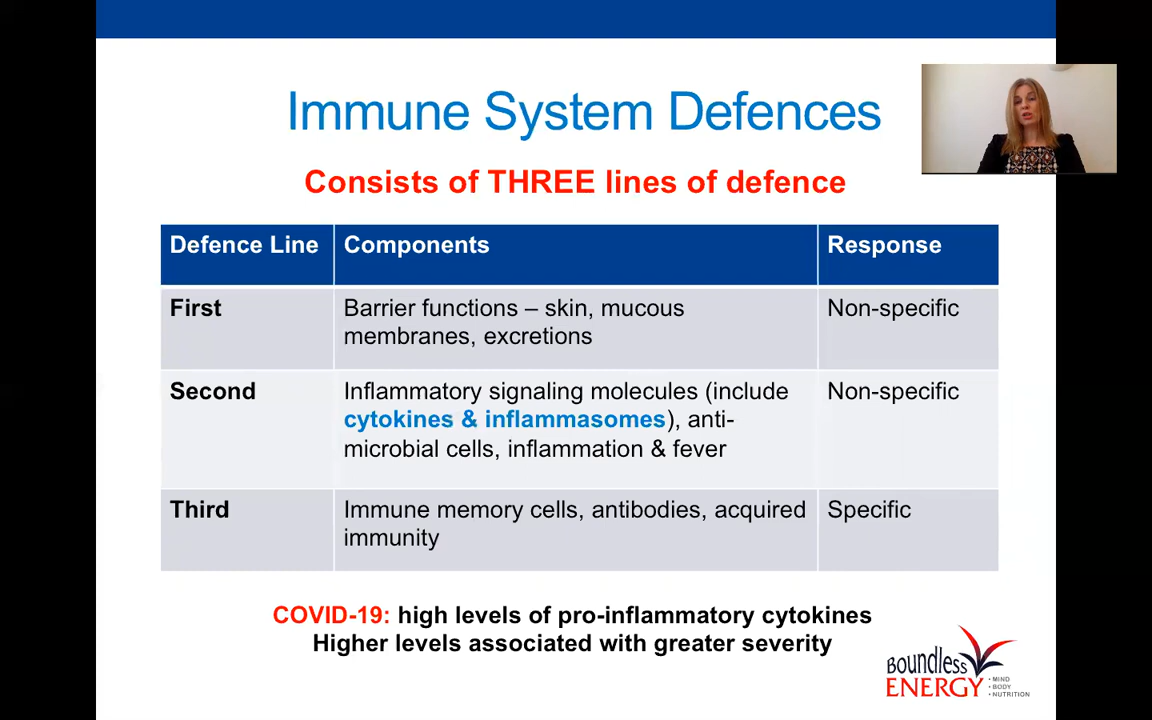 Immune System Defences
Consists of THREE lines of defence
Defence Line
Components
Response
First
Barrier functions – skin, mucous
membranes, excretions
Non-specific
Second
Inflammatory signaling molecules (include
cytokines & inflammasomes), anti-
microbial cells, inflammation & fever
Non-specific
Third
Immune memory cells, antibodies, acquired
immunity
Specific
COVID-19: high levels of pro-inflammatory cytokines
Higher levels associated with greater severity
Boundless
ENERGY
• MIND
• BODY
• NUTRITION